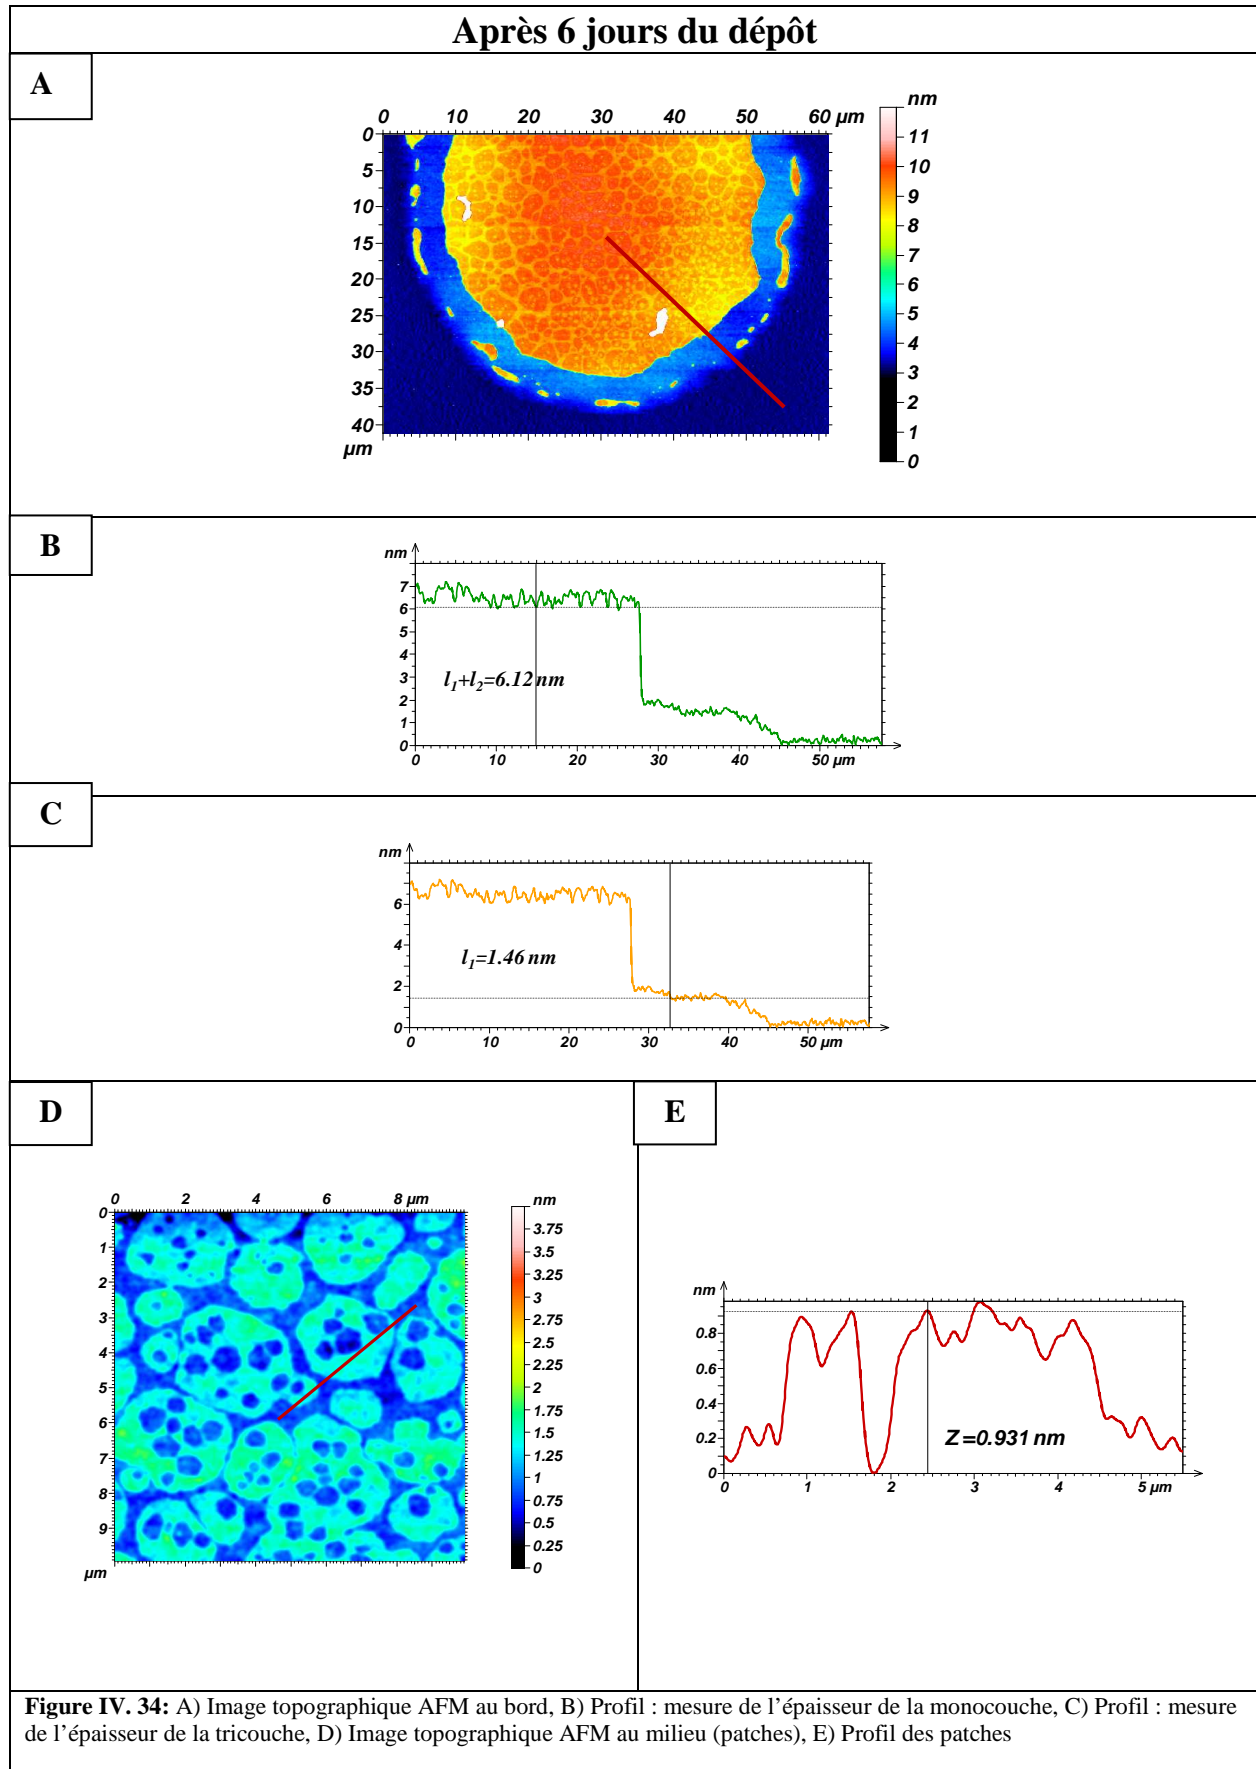 Après 6 jours du dépôt
A
nm
0 10 20 30 40 50 60 µm
0
5
10
15
20
25
30
35
40
µm
11
10
9
8
7
6
5
4
3
2
1
0
B
nm
7
6
5
4
3
2
1
0
l1+l2=6.12 nm
0 10 20 30 40 50 µm
C
nm
6
4
2
0
l1=1.46 nm
0 10 20 30 40 50 µm
D
0 2 4 6 8 µm
nm
0
1
2
3
4
5
6
7
8
9
µm
3.75
3.5
3.25
3
2.75
2.5
2.25
2
1.75
1.5
1.25
1
0.75
0.5
0.25
0
E
nm
0.8
0.6
0.4
0.2
0
Z=0.931 nm
0 1 2 3 4 5 µm
Figure IV. 34: A) Image topographique AFM au bord, B) Profil : mesure de l’épaisseur de la monocouche, C) Profil : mesure
de l’épaisseur de la tricouche, D) Image topographique AFM au milieu (patches), E) Profil des patches